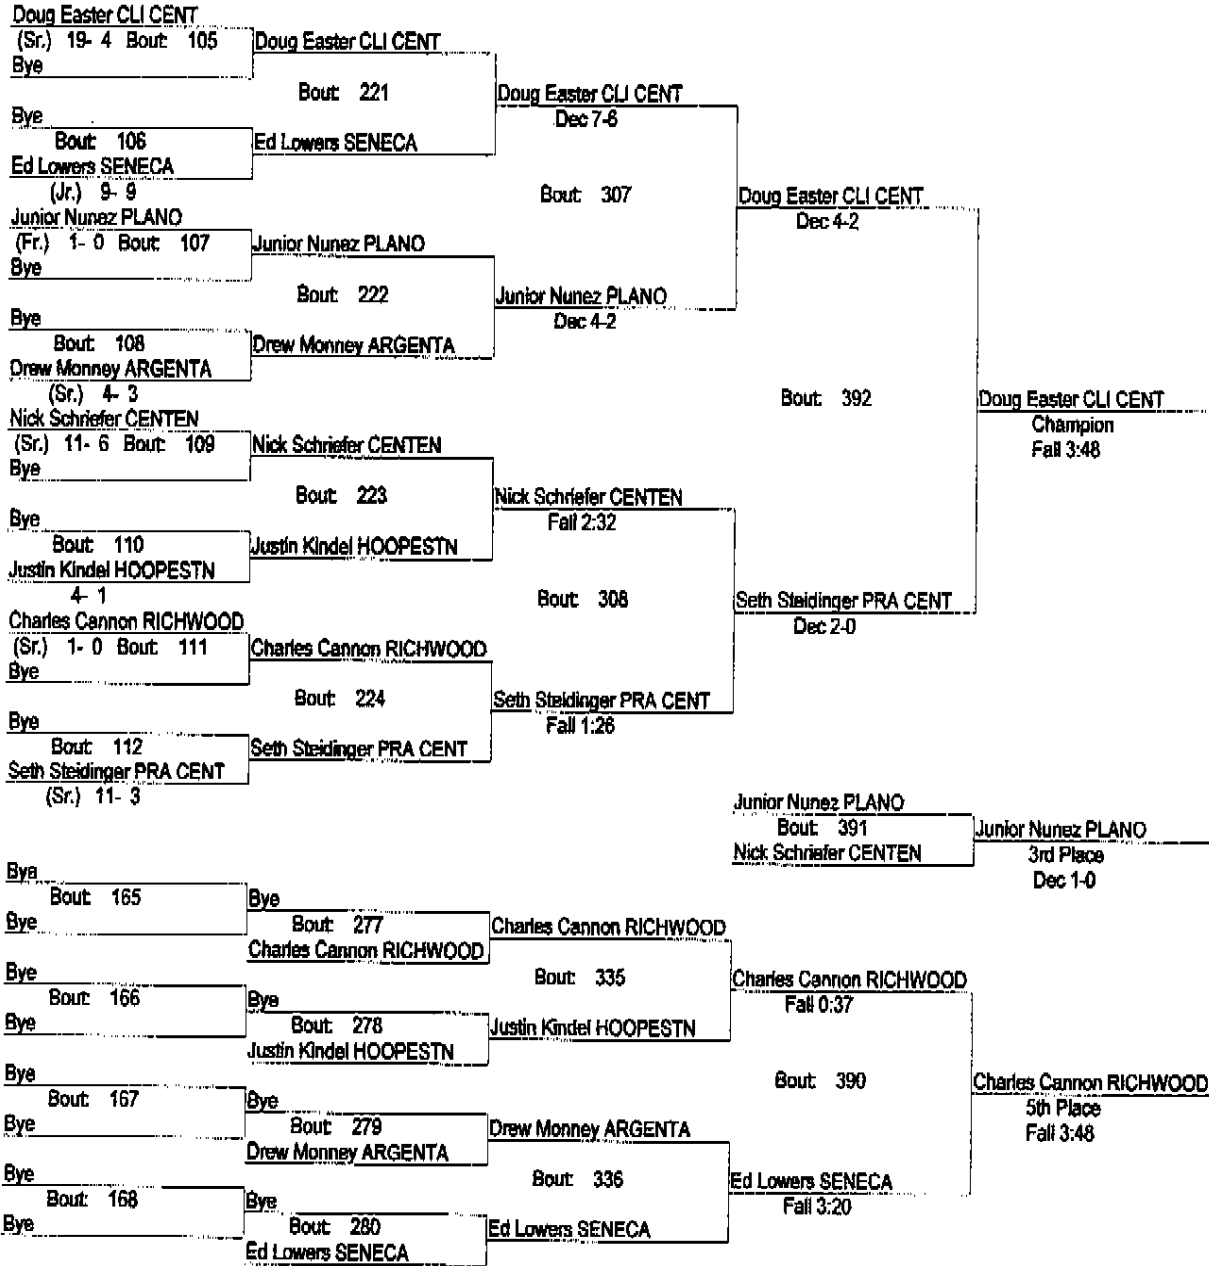 Doug Easter CLI CENT
(Sr.) 19- 4 Bout: 105
Bye
Doug Easter CLI CENT
Bout: 221
Bye
Bout: 106
Ed Lowers SENECA
(Jr.) 9- 9
Ed Lowers SENECA
Doug Easter CLI CENT
Dec 7-6
Bout: 307
Junior Nunez PLANO
(Fr.) 1- 0 Bout: 107
Bye
Junior Nunez PLANO
Bout: 222
Bye
Bout: 108
Drew Monney ARGENTA
(Sr.) 4- 3
Drew Monney ARGENTA
Junior Nunez PLANO
Dec 4-2
Doug Easter CLI CENT
Dec 4-2
Bout: 392
Nick Schriefer CENTEN
(Sr.) 11- 6 Bout: 109
Bye
Nick Schriefer CENTEN
Bout: 223
Bye
Bout: 110
Justin Kindel HOOPESTN
4- 1
Justin Kindel HOOPESTN
Nick Schriefer CENTEN
Fall 2:32
Bout: 308
Charles Cannon RICHWOOD
(Sr.) 1- 0 Bout: 111
Bye
Charles Cannon RICHWOOD
Bout: 224
Bye
Bout: 112
Seth Steidinger PRA CENT
(Sr.) 11- 3
Seth Steidinger PRA CENT
Seth Steidinger PRA CENT
Fall 1:26
Seth Steidinger PRA CENT
Dec 2-0
Doug Easter CLI CENT
Champion
Fall 3:48
Junior Nunez PLANO
Bout: 391
Nick Schriefer CENTEN
Junior Nunez PLANO
3rd Place
Dec 1-0
Bye
Bout: 165
Bye
Bye
Bout: 277
Charles Cannon RICHWOOD
Charles Cannon RICHWOOD
Bout: 335
Bye
Bout: 166
Bye
Bye
Bout: 278
Justin Kindel HOOPESTN
Justin Kindel HOOPESTN
Charles Cannon RICHWOOD
Fall 0:37
Bout: 390
Bye
Bout: 167
Bye
Bye
Bout: 279
Drew Monney ARGENTA
Drew Monney ARGENTA
Bout: 336
Bye
Bout: 168
Bye
Bye
Bout: 280
Ed Lowers SENECA
Ed Lowers SENECA
Ed Lowers SENECA
Fall 3:20
Charles Cannon RICHWOOD
5th Place
Fall 3:48